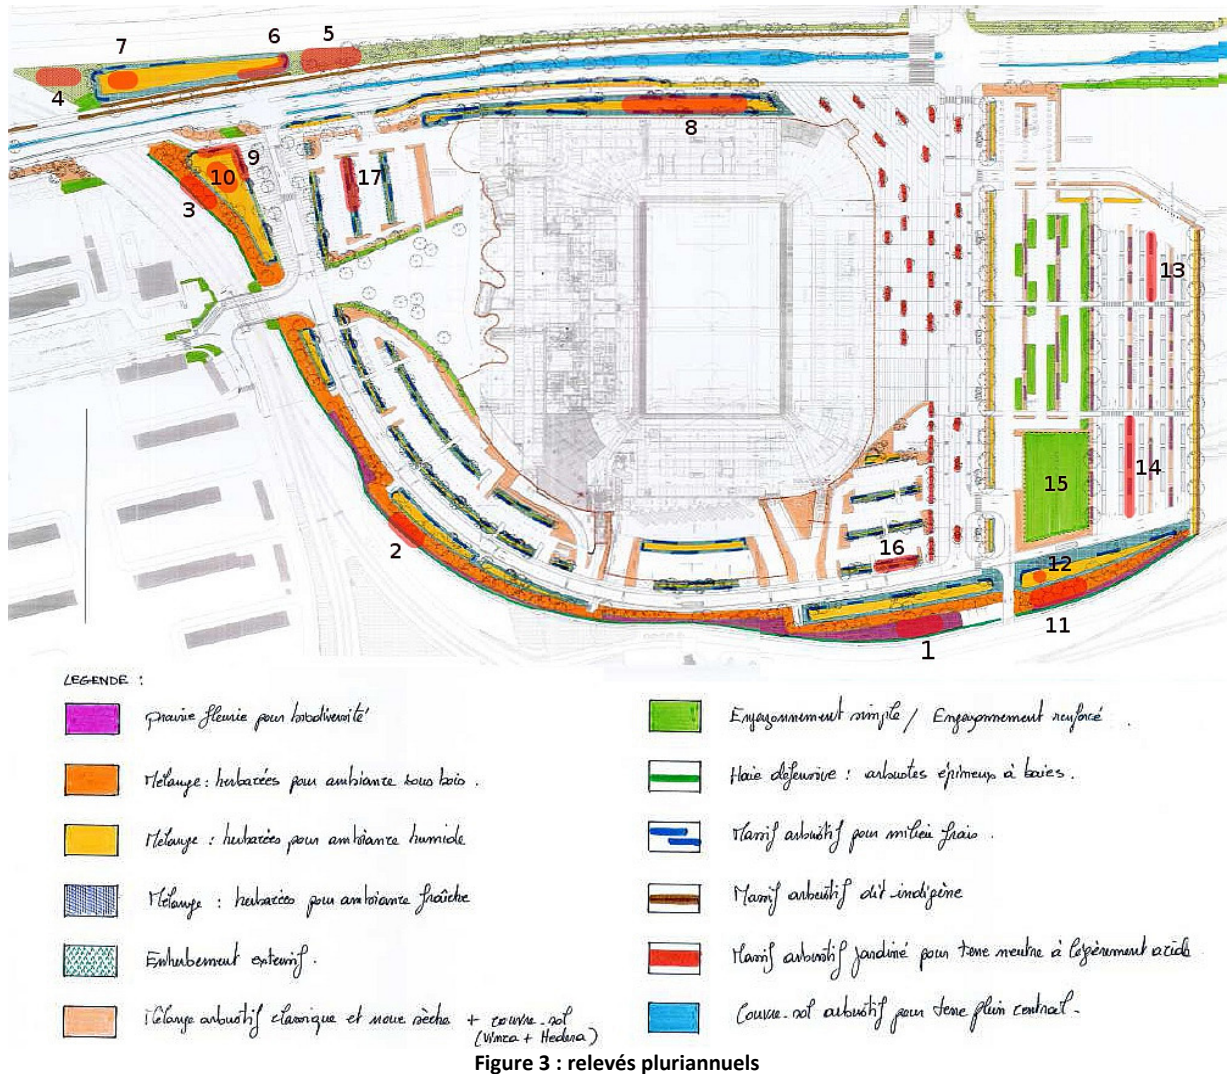 7
6
5
4
8
9
10
17
3
13
14
15
2
16
12
11
1
LEGENDE :
prairie fleurie pour biodiversité
Mélange : herbacées pour ambiance sous bois .
Mélange : herbacées pour ambiance humide
Mélange : herbacées pour ambiance fraîche
Enherbement extensif .
Mélange arbustif classique et noue sèche + couvre-sol
(Vinca + Hedera)
Engazonnement simple / Engazonnement renforcé .
Haie défensive : arbustes épineux à baies .
Massif arbustif pour milieu frais .
Massif arbustif dit indigène
Massif arbustif jardiné pour terre neutre à légèrement acide
Couvre-sol arbustif pour terre plein central .
Figure 3 : relevés pluriannuels